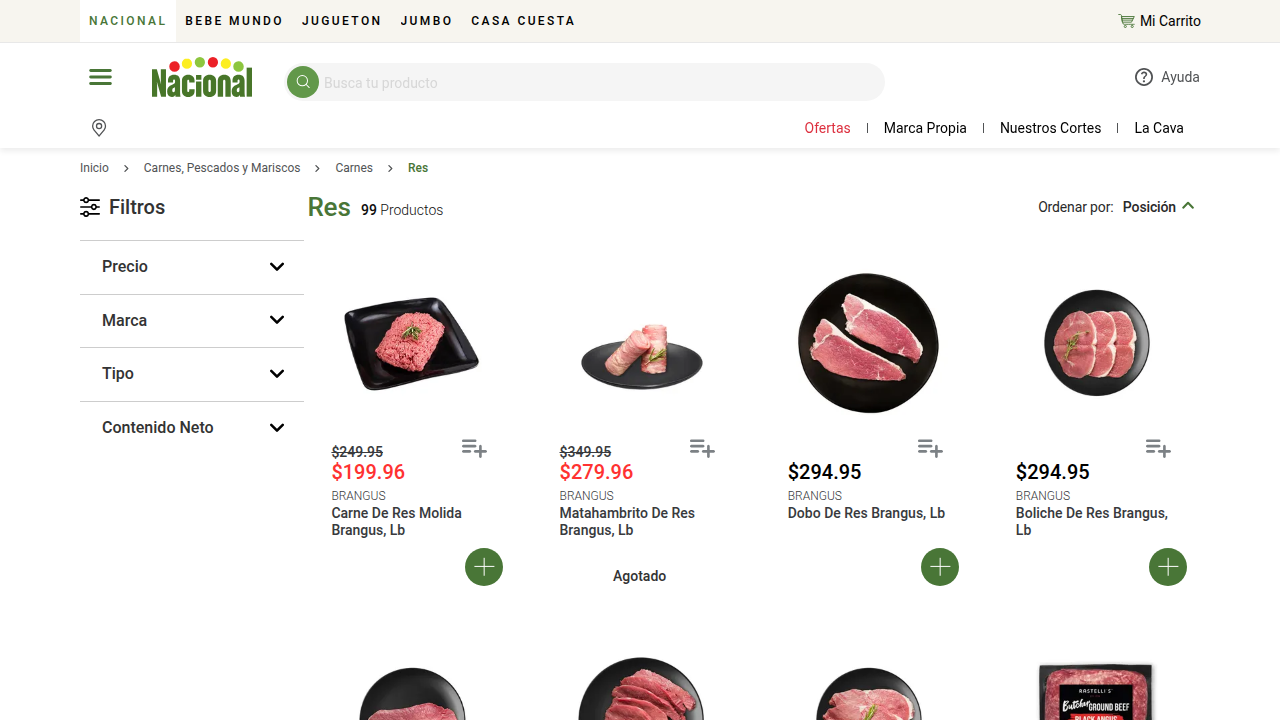 NACIONAL BEBE MUNDO JUGUETON JUMBO CASA CUESTA Mi Carrito
Nacional Busca tu producto Ayuda
Ofertas Marca Propia Nuestros Cortes La Cava
Inicio Carnes, Pescados y Mariscos Carnes Res
Filtros Res 99 Productos Ordenar por: Posición
Precio
Marca
Tipo
Contenido Neto
$249.95
$199.96
BRANGUS
Carne De Res Molida
Brangus, Lb
$349.95
$279.96
BRANGUS
Matahambrito De Res
Brangus, Lb
Agotado
$294.95
BRANGUS
Dobo De Res Brangus, Lb
$294.95
BRANGUS
Boliche De Res Brangus,
Lb
RASTELLI'S
Butcher GROUND BEEF
BLACK ANGUS